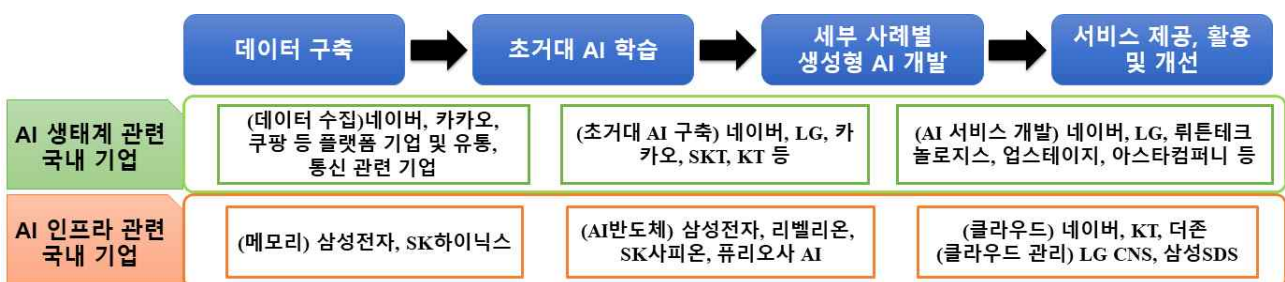 데이터 구축
초거대 AI 학습
세부 사례별
생성형 AI 개발
서비스 제공, 활용
및 개선
AI 생태계 관련
국내 기업
(데이터 수집)네이버, 카카오,
쿠팡 등 플랫폼 기업 및 유통,
통신 관련 기업
(초거대 AI 구축) 네이버, LG, 카
카오, SKT, KT 등
(AI 서비스 개발) 네이버, LG, 뤼튼테크
놀로지스, 업스테이지, 아스타컴퍼니 등
AI 인프라 관련
국내 기업
(메모리) 삼성전자, SK하이닉스
(AI반도체) 삼성전자, 리벨리온,
SK사피온, 퓨리오사 AI
(클라우드) 네이버, KT, 더존
(클라우드 관리) LG CNS, 삼성SDS